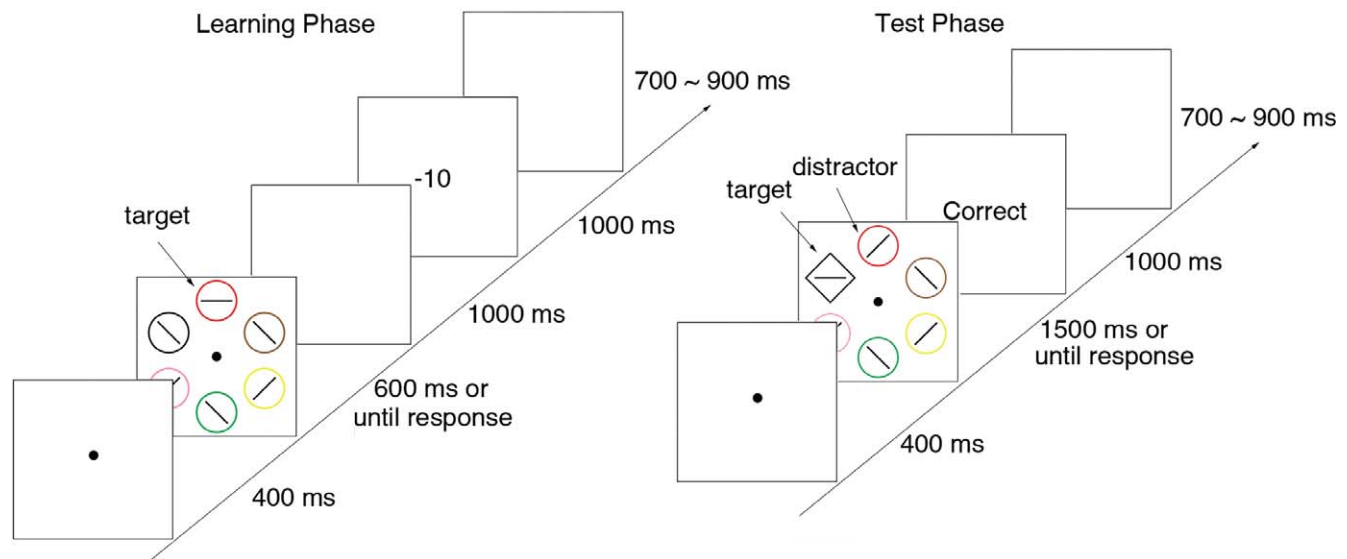 Learning Phase
700 ~ 900 ms
-10
1000 ms
target
1000 ms
600 ms or
until response
400 ms
Test Phase
700 ~ 900 ms
distractor
target
Correct
1000 ms
1500 ms or
until response
400 ms